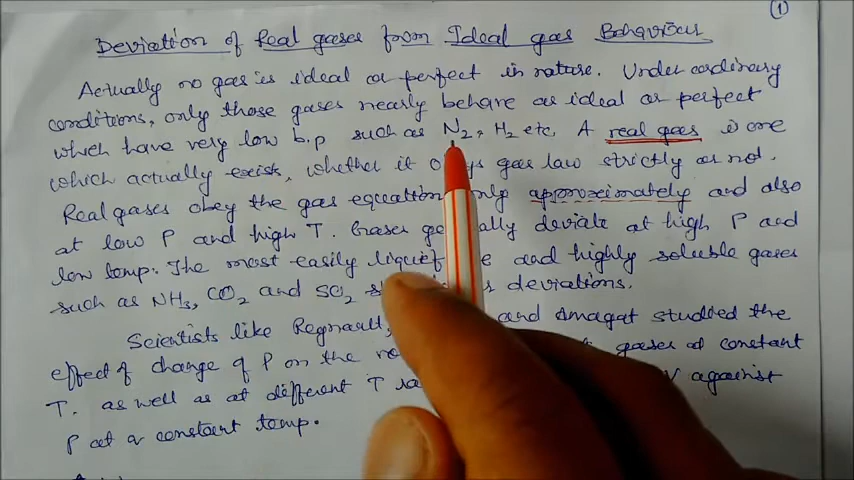 (1)
Deviation of Real gases from Ideal gas Behaviour
Actually no gas is ideal or perfect in nature. Under ordinary
conditions, only those gases nearly behave as ideal or perfect
which have very low b.p such as N2, H2 etc. A real gas is one
which actually exists, whether it gas law strictly or not.
Real gases obey the gas equation only approximately and also
at low P and high T. Gases deviate at high P and
low temp. The most easily and highly soluble gases
such as NH3, CO2 and SO2 deviations.
Scientists like Regnault, and Amagat studied the
effect of change of P on the gases at constant
T. as well as at different T V against
P at a constant temp.